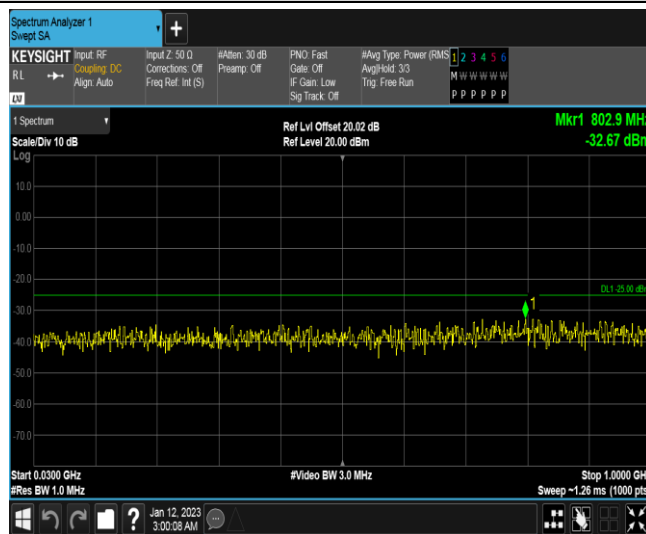 Spectrum Analyzer 1
Swept SA
+
KEYSIGHT
RL
LXI
Input: RF
Coupling: DC
Align: Auto
Input Z: 50 Ω
Corrections: Off
Freq Ref: Int (S)
#Atten: 30 dB
Preamp: Off
PNO: Fast
Gate: Off
IF Gain: Low
Sig Track: Off
#Avg Type: Power (RMS
Avg|Hold: 3/3
Trig: Free Run
1 2 3 4 5 6
M W W W W W
P P P P P P
1 Spectrum
Scale/Div 10 dB
Log
Ref Lvl Offset 20.02 dB
Ref Level 20.00 dBm
Mkr1 802.9 MHz
-32.67 dBm
10.0
0.00
-10.0
-20.0
-30.0
-40.0
-50.0
-60.0
-70.0
DL1 -25.00 dBm
1
Start 0.0300 GHz
#Res BW 1.0 MHz
#Video BW 3.0 MHz
Stop 1.0000 GH
Sweep ~1.26 ms (1000 pts
?
Jan 12, 2023
3:00:08 AM